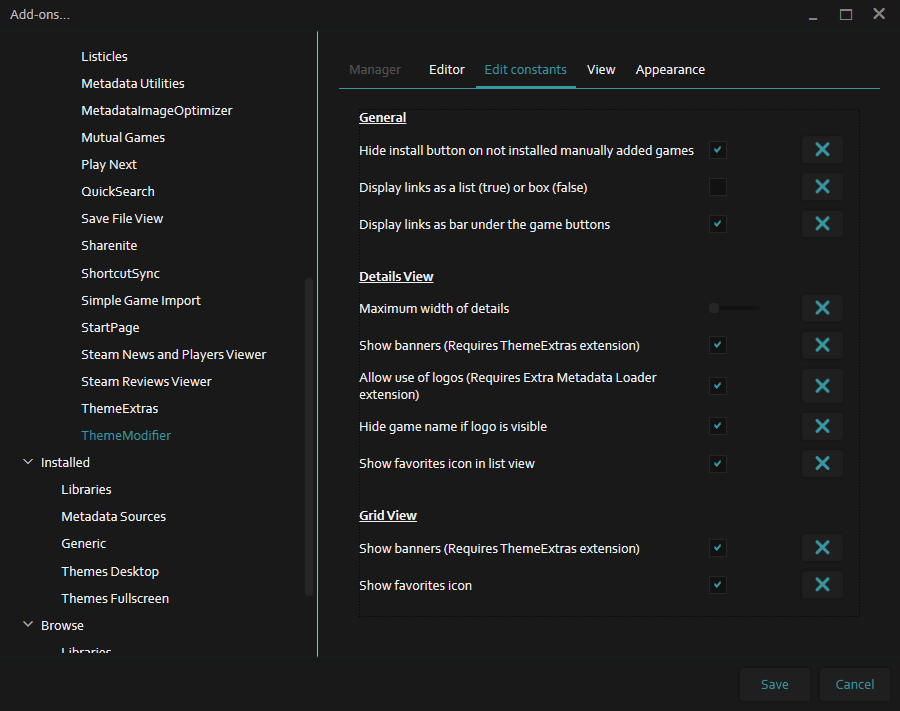 Add-ons...
Listicles
Metadata Utilities
MetadataImageOptimizer
Mutual Games
Play Next
QuickSearch
Save File View
Sharenite
ShortcutSync
Simple Game Import
StartPage
Steam News and Players Viewer
Steam Reviews Viewer
ThemeExtras
ThemeModifier
Installed
Libraries
Metadata Sources
Generic
Themes Desktop
Themes Fullscreen
Browse
Libraries
Manager Editor Edit constants View Appearance
General
Hide install button on not installed manually added games
Display links as a list (true) or box (false)
Display links as bar under the game buttons
Details View
Maximum width of details
Show banners (Requires ThemeExtras extension)
Allow use of logos (Requires Extra Metadata Loader
extension)
Hide game name if logo is visible
Show favorites icon in list view
Grid View
Show banners (Requires ThemeExtras extension)
Show favorites icon
Save Cancel